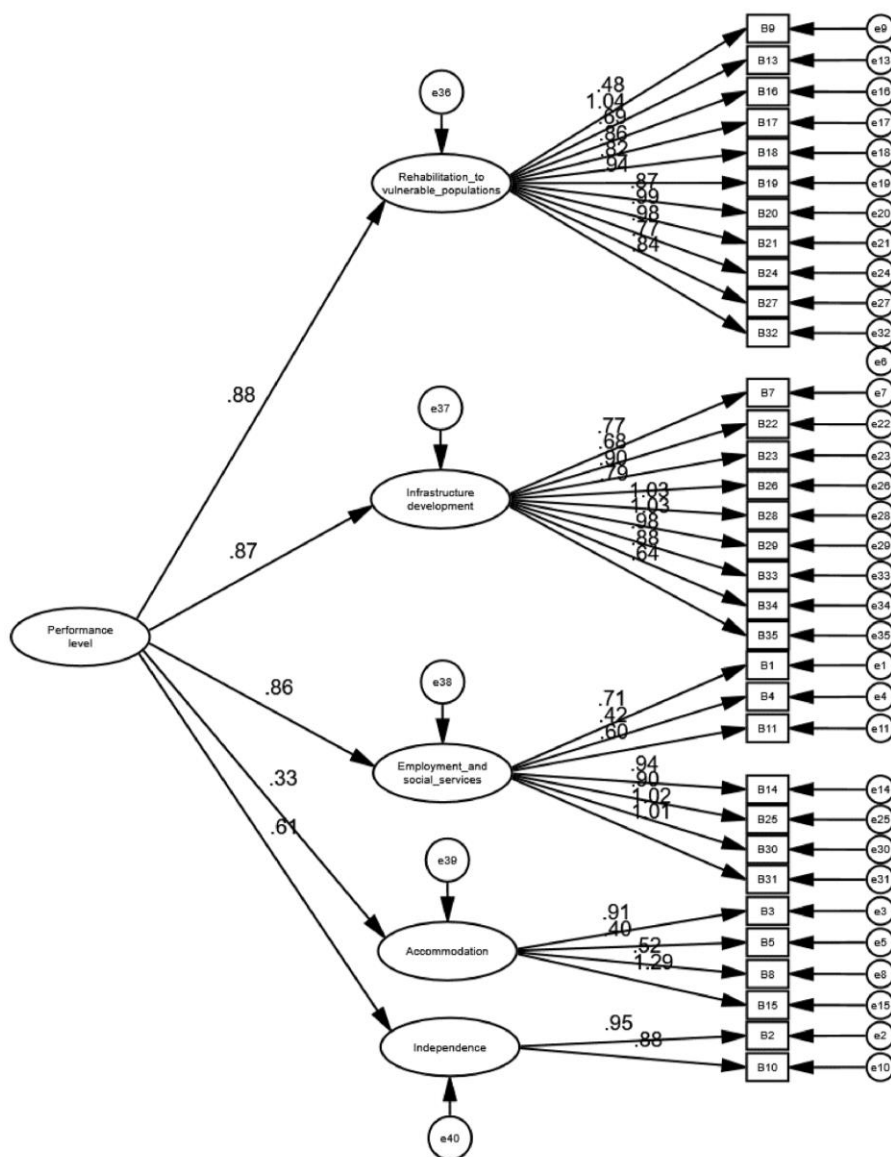 B9 e9
B13 e13
.48
e36
1.04
B16 e16
.69
B17 e17
.86
.82
B18 e18
.94
Rehabilitation_to
vulnerable_populations
.87
B19 e19
.99
B20 e20
.98
B21 e21
.77
.84
B24 e24
B27 e27
B32 e32
e6
.88
B7 e7
e37
.77
B22 e22
.68
.90
B23 e23
.79
Infrastructure
development
1.03
B26 e26
1.03
B28 e28
.98
B29 e29
.88
.64
.87
B33 e33
B34 e34
B35 e35
Performance
level
B1 e1
e38
.86
.71
B4 e4
.42
.60
B11 e11
Employment_and
social_services
.94
.90
B14 e14
1.02
1.01
B25 e25
.33
.61
B30 e30
B31 e31
e39
.91
B3 e3
.40
.52
B5 e5
Accommodation
1.29
B8 e8
B15 e15
.95
.88
B2 e2
Independence
B10 e10
e40